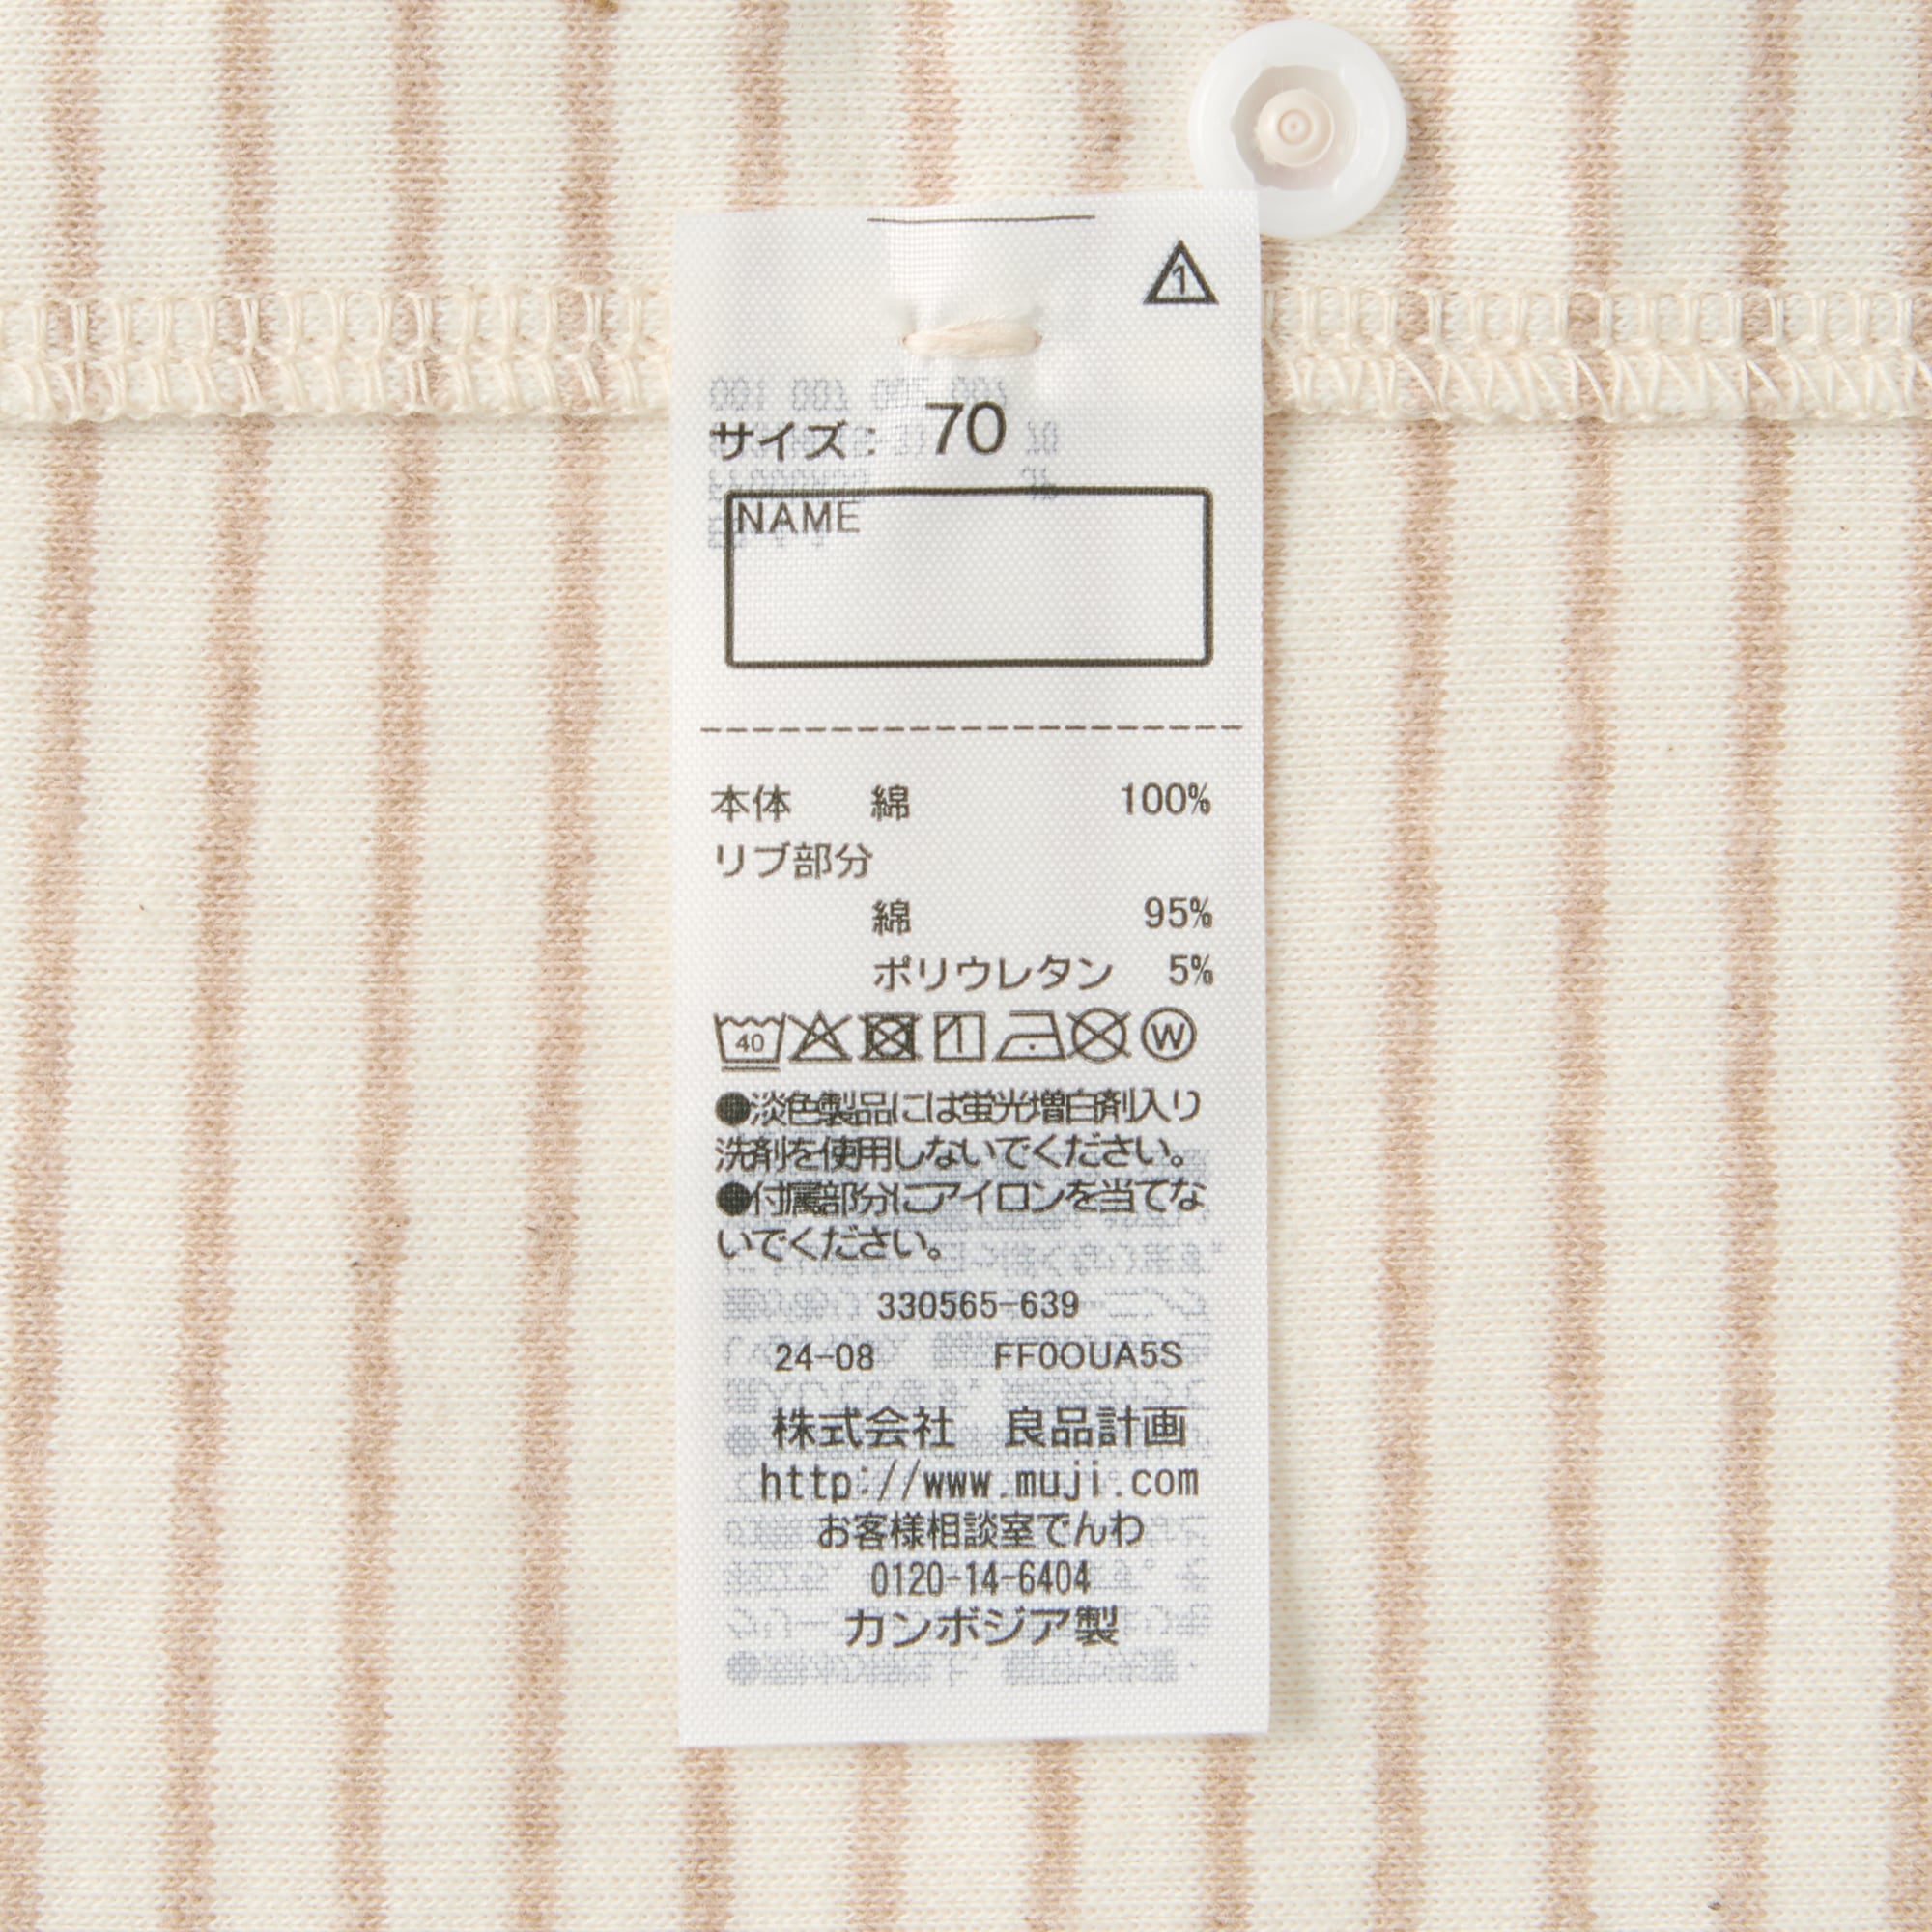 1
サイズ: 70
NAME
本体 綿 100%
リブ部分
綿 95%
ポリウレタン 5%
40 1 W
●淡色製品には蛍光増白剤入り
洗剤を使用しないでください。
●付属部分にアイロンを当てな
いでください。
330565-639
24-08 FF0OUA5S
株式会社 良品計画
http://www.muji.com
お客様相談室でんわ
0120-14-6404
カンボジア製